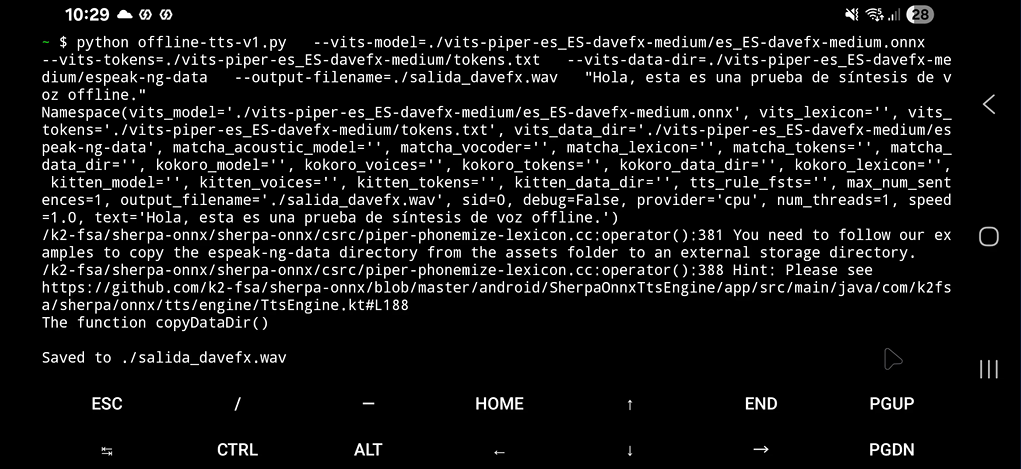 10:29
28
~ $ python offline-tts-v1.py   --vits-model=./vits-piper-es_ES-davefx-medium/es_ES-davefx-medium.onnx
--vits-tokens=./vits-piper-es_ES-davefx-medium/tokens.txt   --vits-data-dir=./vits-piper-es_ES-davefx-me
dium/espeak-ng-data   --output-filename=./salida_davefx.wav   "Hola, esta es una prueba de síntesis de v
oz offline."
Namespace(vits_model='./vits-piper-es_ES-davefx-medium/es_ES-davefx-medium.onnx', vits_lexicon='', vits_
tokens='./vits-piper-es_ES-davefx-medium/tokens.txt', vits_data_dir='./vits-piper-es_ES-davefx-medium/es
peak-ng-data', matcha_acoustic_model='', matcha_vocoder='', matcha_lexicon='', matcha_tokens='', matcha_
data_dir='', kokoro_model='', kokoro_voices='', kokoro_tokens='', kokoro_data_dir='', kokoro_lexicon='',
 kitten_model='', kitten_voices='', kitten_tokens='', kitten_data_dir='', tts_rule_fsts='', max_num_sent
ences=1, output_filename='./salida_davefx.wav', sid=0, debug=False, provider='cpu', num_threads=1, speed
=1.0, text='Hola, esta es una prueba de síntesis de voz offline.')
/k2-fsa/sherpa-onnx/sherpa-onnx/csrc/piper-phonemize-lexicon.cc:operator():381 You need to follow our ex
amples to copy the espeak-ng-data directory from the assets folder to an external storage directory.
/k2-fsa/sherpa-onnx/sherpa-onnx/csrc/piper-phonemize-lexicon.cc:operator():388 Hint: Please see
https://github.com/k2-fsa/sherpa-onnx/blob/master/android/SherpaOnnxTtsEngine/app/src/main/java/com/k2fs
a/sherpa/onnx/tts/engine/TtsEngine.kt#L188
The function copyDataDir()

Saved to ./salida_davefx.wav
ESC / — HOME ↑ END PGUP
↹ CTRL ALT ← ↓ → PGDN